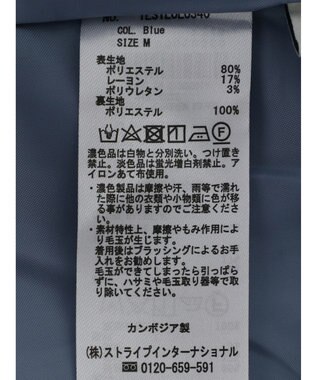 COL. Blue
SIZE M
表生地
ポリエステル 80%
レーヨン 17%
ポリウレタン 3%
裏生地
ポリエステル 100%
濃色品は白物と分別洗い。つけ置き
禁止。淡色品は蛍光増白剤禁止。ア
イロンあて布使用。
・濃色製品は摩擦や汗、雨等で濡れ
た際に他の衣類や小物類に色が移
る事がありますのでご注意くださ
い。
・素材特性上、摩擦やもみ作用によ
り毛玉が生じます。
着用後はブラッシングによるお手
入れをお勧めします。
毛玉ができてしまったら引っぱら
ずに、ハサミや毛玉取り器等で取
り除いてください。
カンボジア製
(株)ストライプインターナショナル
0120-659-591